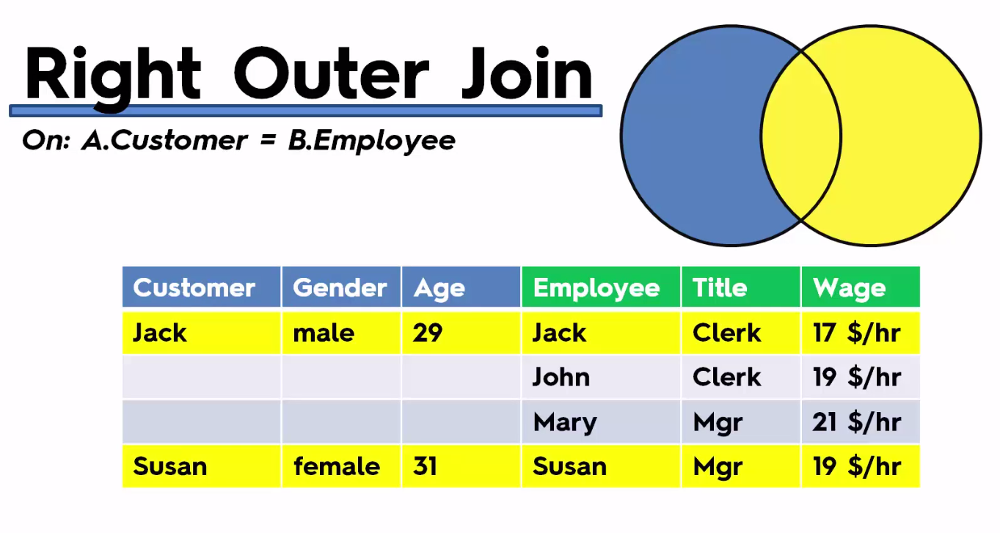 Right Outer Join
On: A.Customer = B.Employee
Customer Gender Age Employee Title Wage
Jack male 29 Jack Clerk 17 $/hr
John Clerk 19 $/hr
Mary Mgr 21 $/hr
Susan female 31 Susan Mgr 19 $/hr